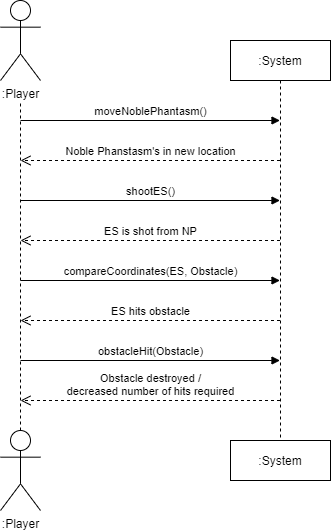 :Player
:System
moveNoblePhantasm()
Noble Phanstasm's in new location
shootES()
ES is shot from NP
compareCoordinates(ES, Obstacle)
ES hits obstacle
obstacleHit(Obstacle)
Obstacle destroyed /
decreased number of hits required
:Player
:System